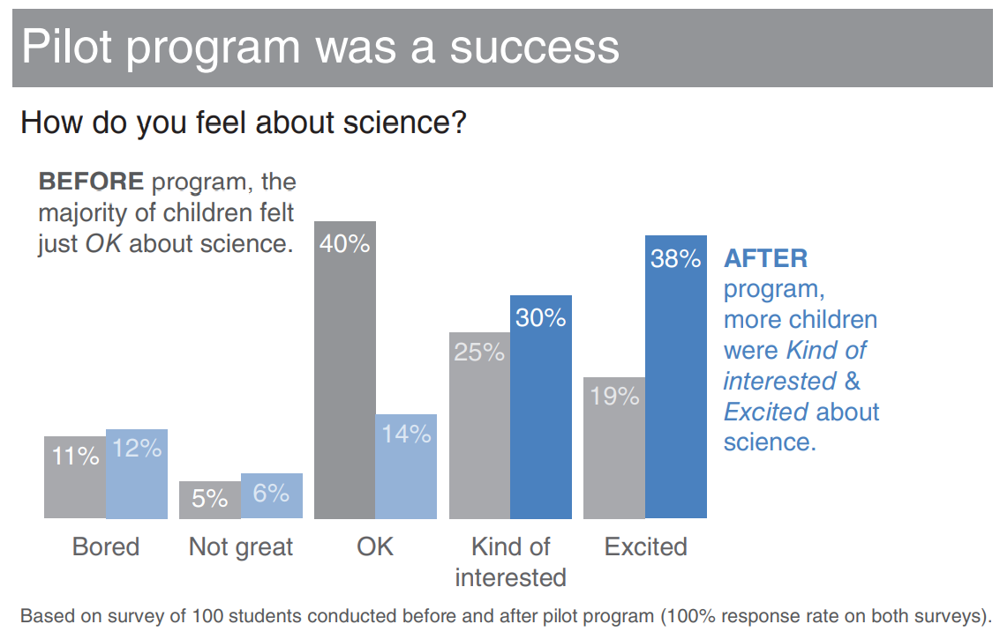 Pilot program was a success
How do you feel about science?
BEFORE program, the
majority of children felt
just OK about science.
40%
38%
AFTER
program,
more children
were Kind of
interested &
Excited about
science.
30%
25%
19%
14%
11%
12%
5%
6%
Bored
Not great
OK
Kind of
interested
Excited
Based on survey of 100 students conducted before and after pilot program (100% response rate on both surveys).